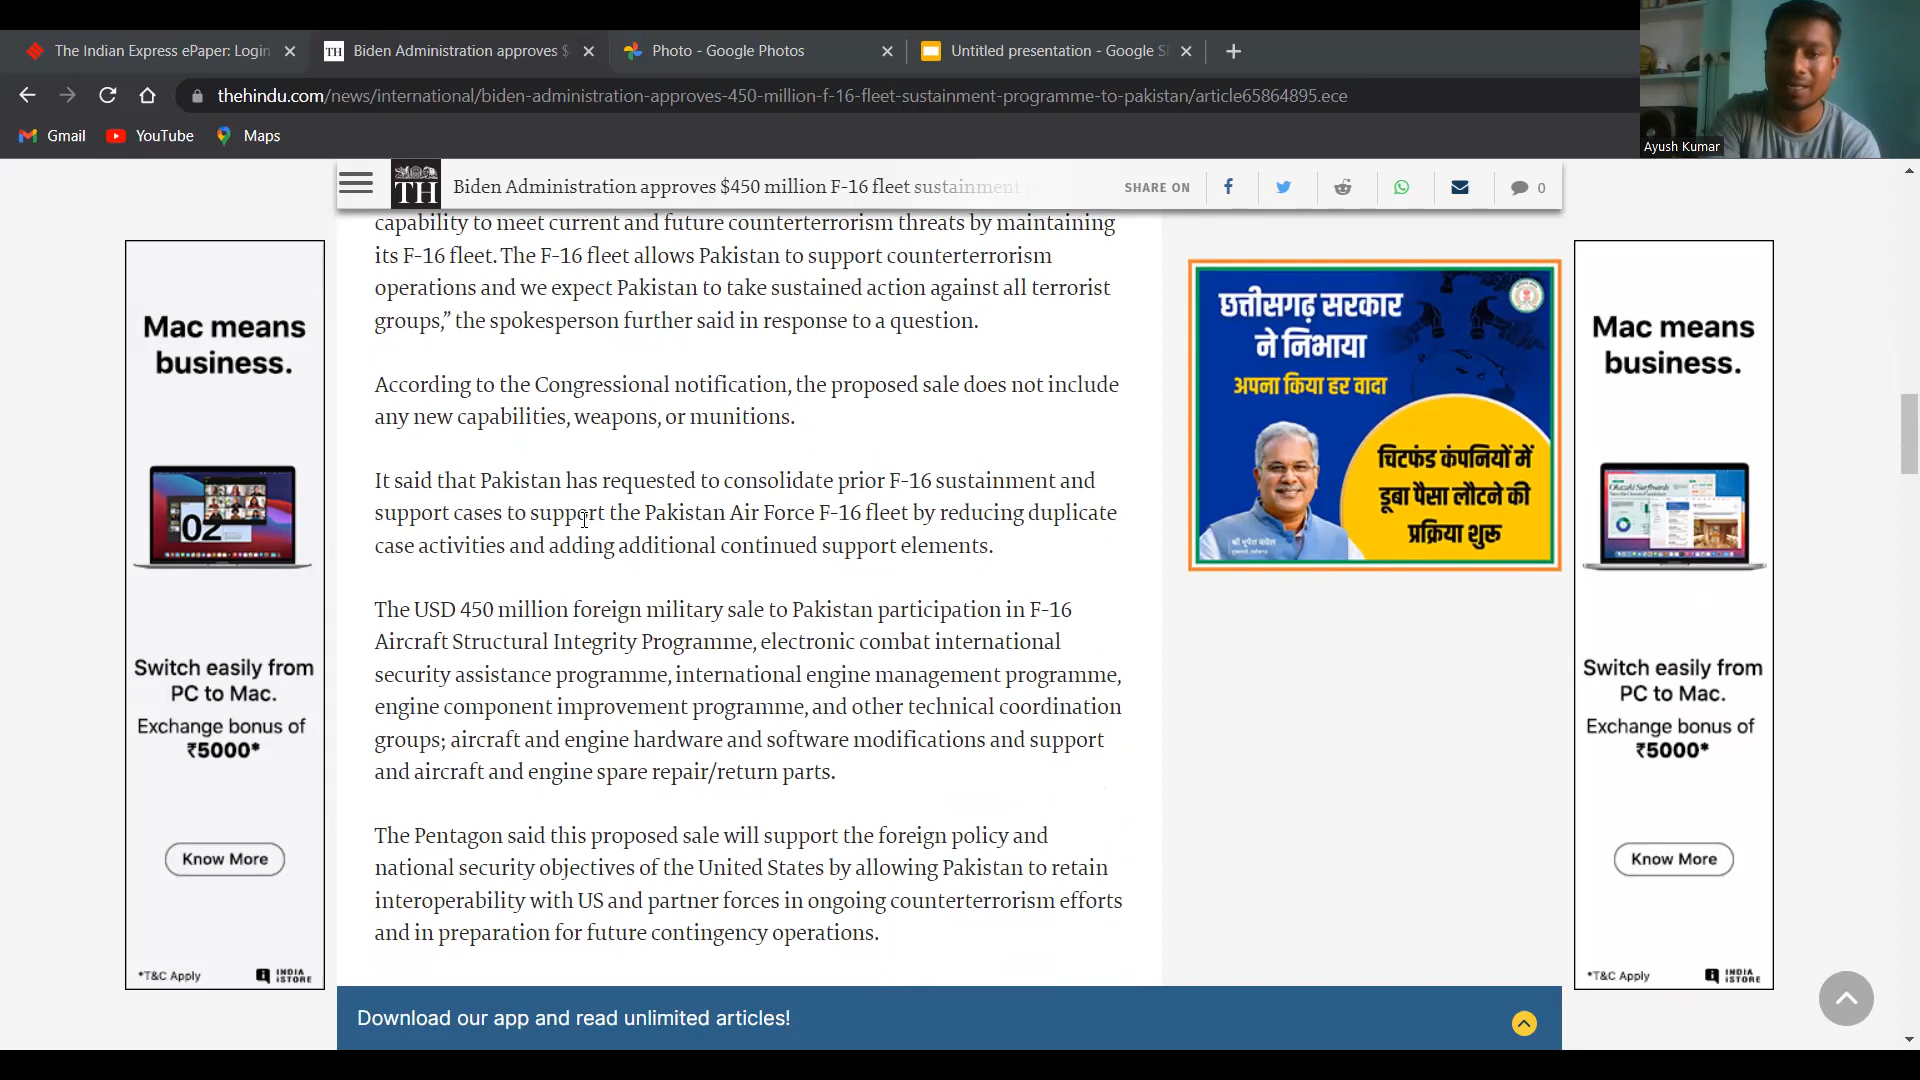 The Indian Express ePaper: Login
TH Biden Administration approves $
Photo - Google Photos
Untitled presentation - Google Sl
thehindu.com/news/international/biden-administration-approves-450-million-f-16-fleet-sustainment-programme-to-pakistan/article65864895.ece
Gmail
YouTube
Maps
Ayush Kumar
TH
Biden Administration approves $450 million F-16 fleet sustainment
SHARE ON
0
capability to meet current and future counterterrorism threats by maintaining
its F-16 fleet. The F-16 fleet allows Pakistan to support counterterrorism
operations and we expect Pakistan to take sustained action against all terrorist
groups,” the spokesperson further said in response to a question.
According to the Congressional notification, the proposed sale does not include
any new capabilities, weapons, or munitions.
It said that Pakistan has requested to consolidate prior F-16 sustainment and
support cases to support the Pakistan Air Force F-16 fleet by reducing duplicate
case activities and adding additional continued support elements.
The USD 450 million foreign military sale to Pakistan participation in F-16
Aircraft Structural Integrity Programme, electronic combat international
security assistance programme, international engine management programme,
engine component improvement programme, and other technical coordination
groups; aircraft and engine hardware and software modifications and support
and aircraft and engine spare repair/return parts.
The Pentagon said this proposed sale will support the foreign policy and
national security objectives of the United States by allowing Pakistan to retain
interoperability with US and partner forces in ongoing counterterrorism efforts
and in preparation for future contingency operations.
Download our app and read unlimited articles!
Mac means
business.
02
Switch easily from
PC to Mac.
Exchange bonus of
₹5000*
Know More
*T&C Apply
INDIA
iSTORE
छत्तीसगढ़ सरकार
ने निभाया
अपना किया हर वादा
चिटफंड कंपनियों में
डूबा पैसा लौटने की
प्रक्रिया शुरू
श्री भूपेश बघेल
Mac means
business.
Switch easily from
PC to Mac.
Exchange bonus of
₹5000*
Know More
*T&C Apply
INDIA
iSTORE